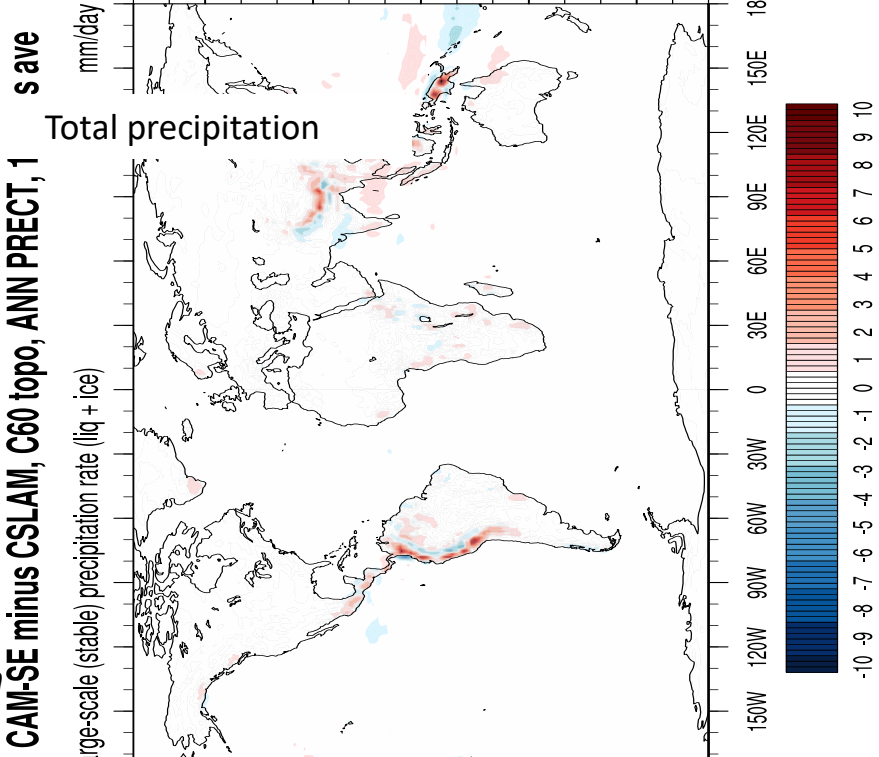 CAM-SE minus CSLAM, C60 topo, ANN PRECT, 1
s ave
rge-scale (stable) precipitation rate (liq + ice)
mm/day
Total precipitation
150W
120W
90W
60W
30W
0
30E
60E
90E
120E
150E
18
-10 -9 -8 -7 -6 -5 -4 -3 -2 -1 0 1 2 3 4 5 6 7 8 9 10